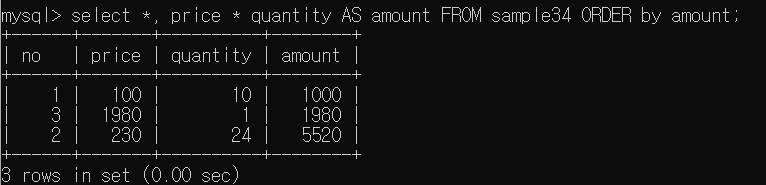 mysql> select *, price * quantity AS amount FROM sample34 ORDER by amount;
+------+-------+----------+--------+
| no   | price | quantity | amount |
+------+-------+----------+--------+
|    1 |   100 |       10 |   1000 |
|    3 |  1980 |        1 |   1980 |
|    2 |   230 |       24 |   5520 |
+------+-------+----------+--------+
3 rows in set (0.00 sec)